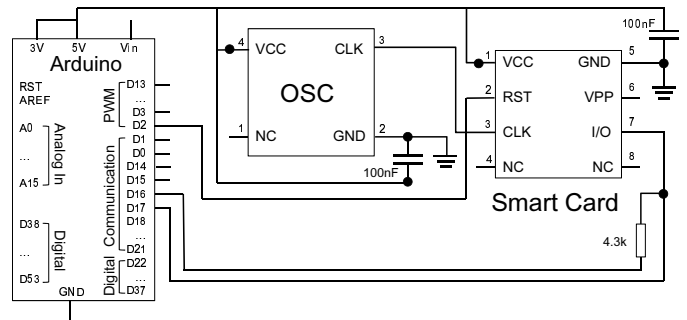 3V 5V Vin
Arduino
RST
AREF
A0
...
A15
Analog In
D38
...
D53
Digital
GND
PWM
D13
...
D3
D2
Communication
D1
D0
D14
D15
D16
D17
D18
...
D21
Digital
D22
...
D37
4 VCC CLK 3
OSC
1 NC GND 2
100nF
1 VCC GND 5
2 RST VPP 6
3 CLK I/O 7
4 NC NC 8
Smart Card
100nF
4.3k